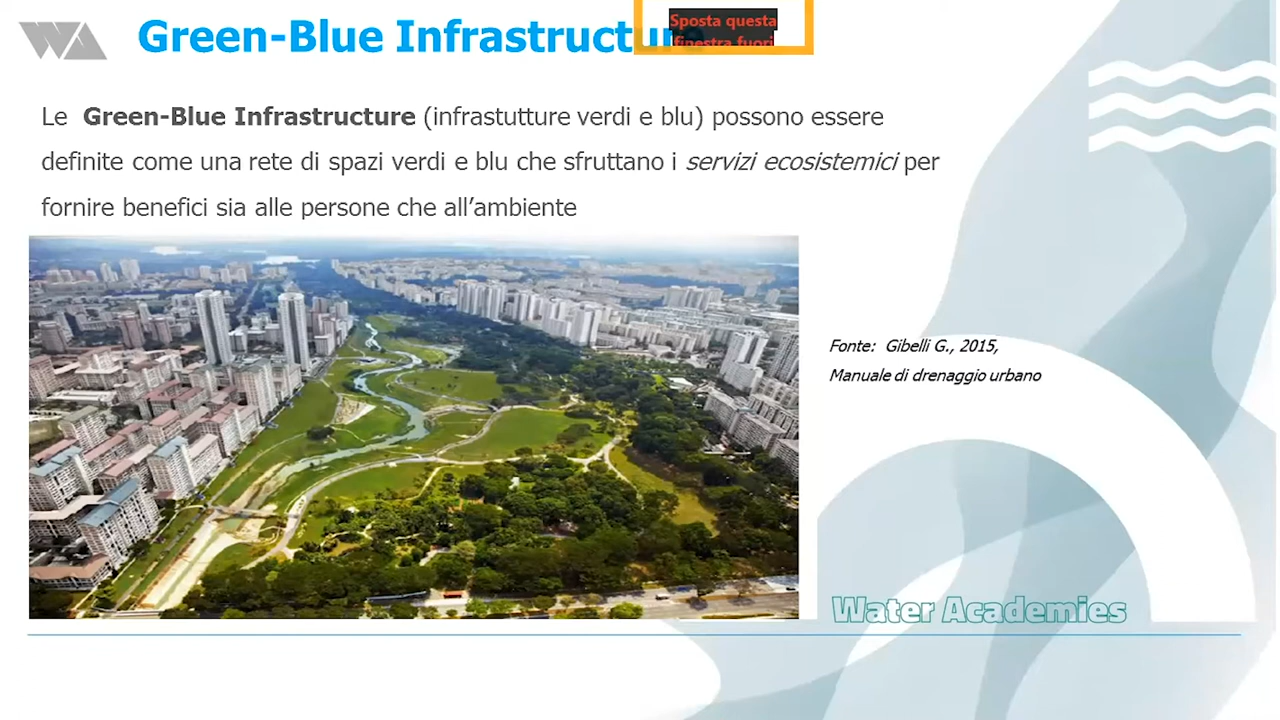 Green-Blue Infrastructure
Sposta questa
finestra fuori
Le Green-Blue Infrastructure (infrastutture verdi e blu) possono essere
definite come una rete di spazi verdi e blu che sfruttano i servizi ecosistemici per
fornire benefici sia alle persone che all’ambiente
Fonte: Gibelli G., 2015,
Manuale di drenaggio urbano
Water Academies